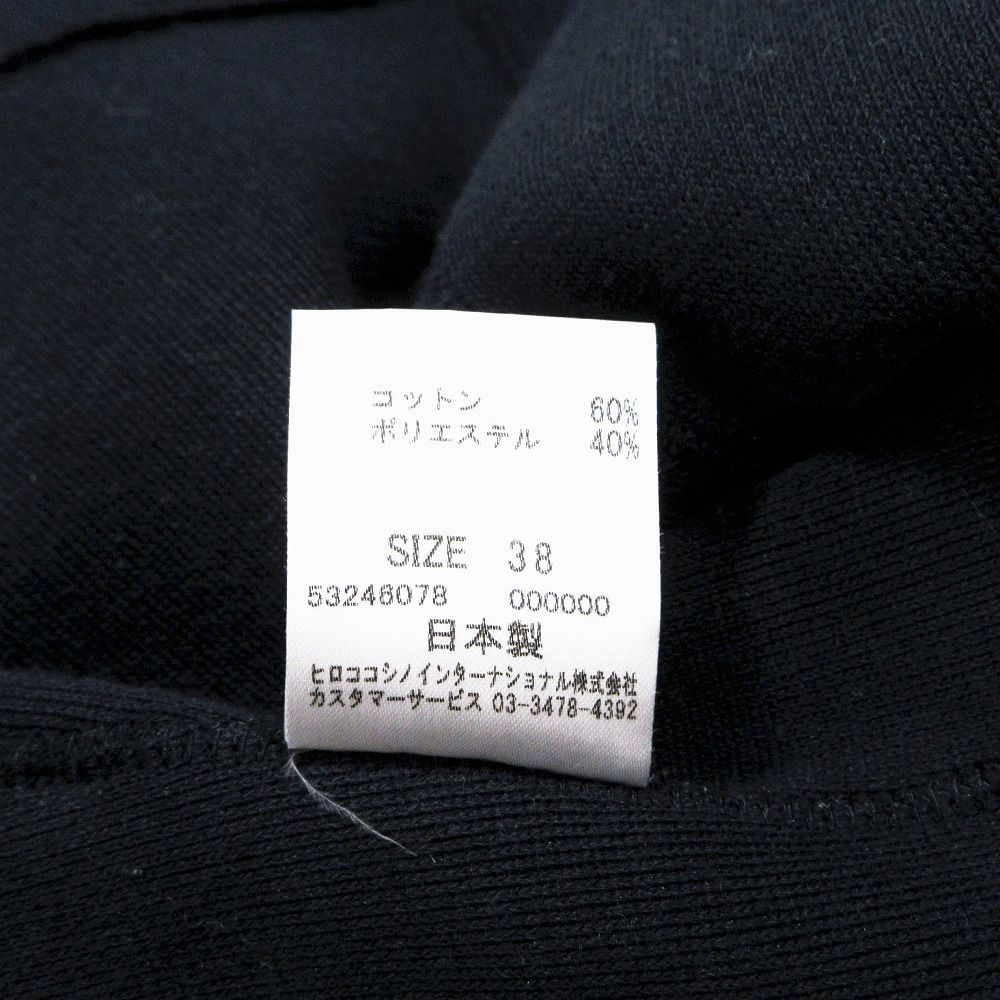 コットン 60%
ポリエステル 40%
SIZE 38
53246078 000000
日本製
ヒロココシノインターナショナル株式会社
カスタマーサービス 03-3478-4392